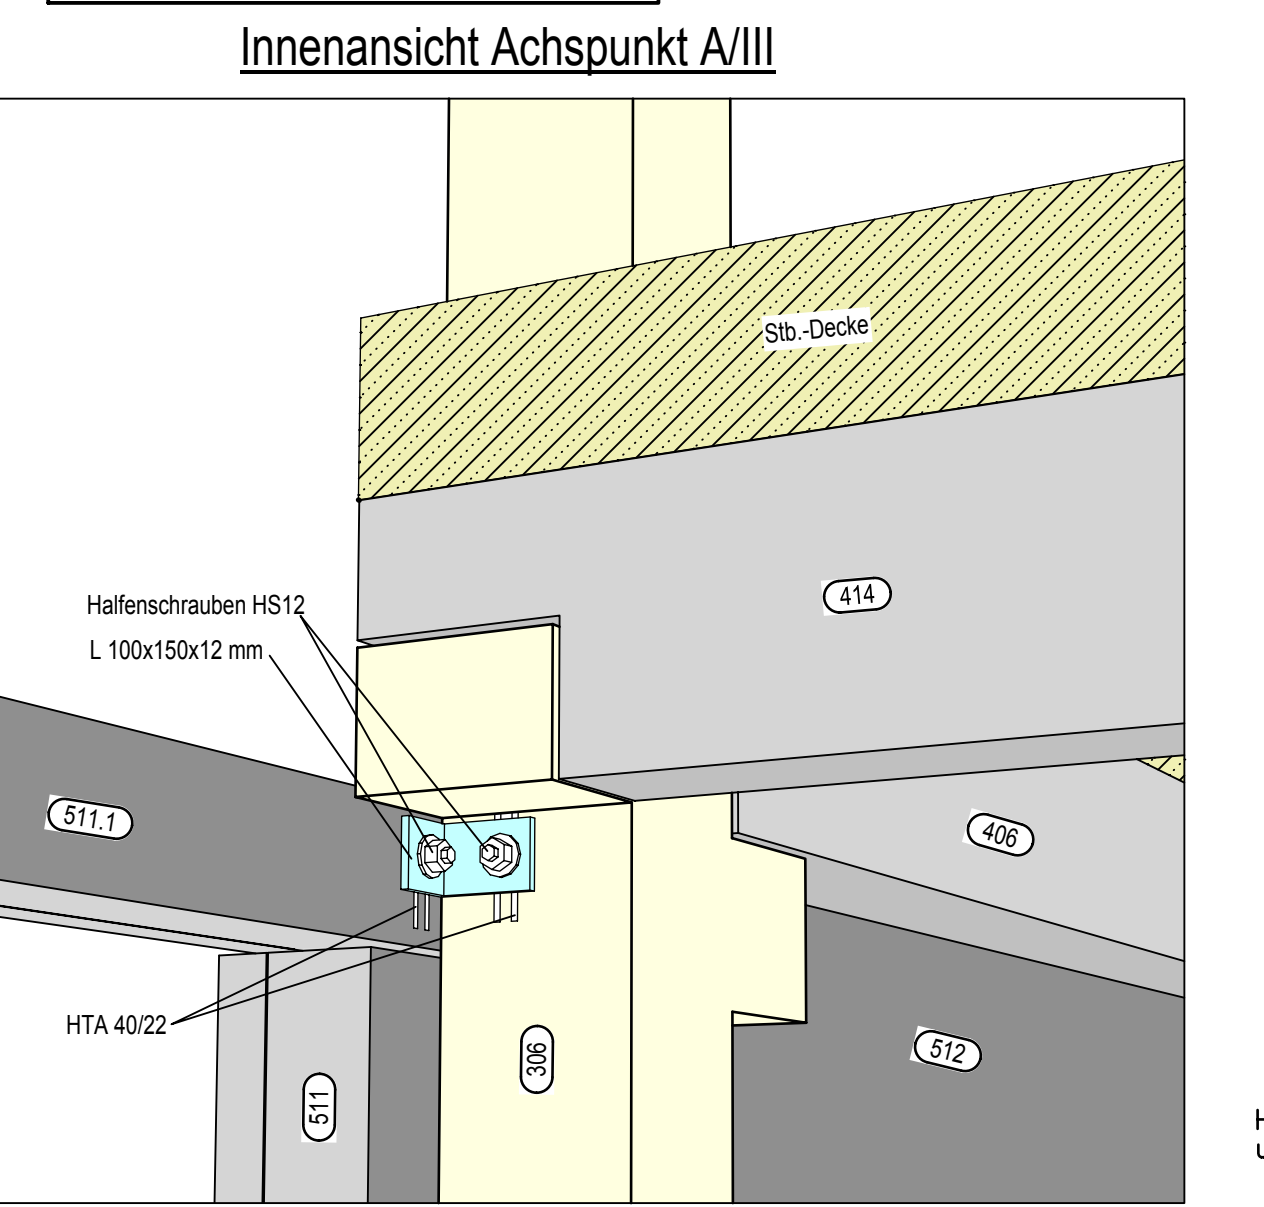 Innenansicht Achspunkt A/III
Stb.-Decke
414
Halfenschrauben HS12
L 100x150x12 mm
511.1
406
HTA 40/22
306
512
511